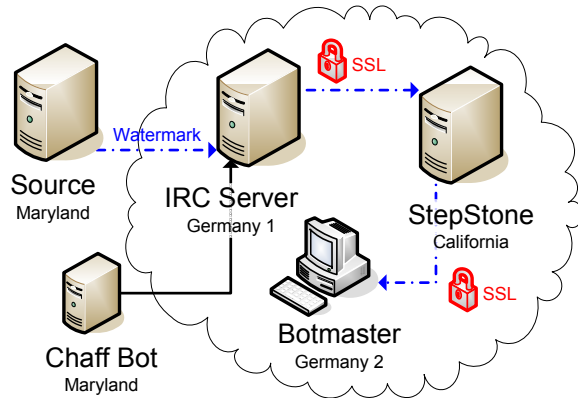 SSL
Watermark
Source
Maryland
IRC Server
Germany 1
StepStone
California
SSL
Botmaster
Germany 2
Chaff Bot
Maryland